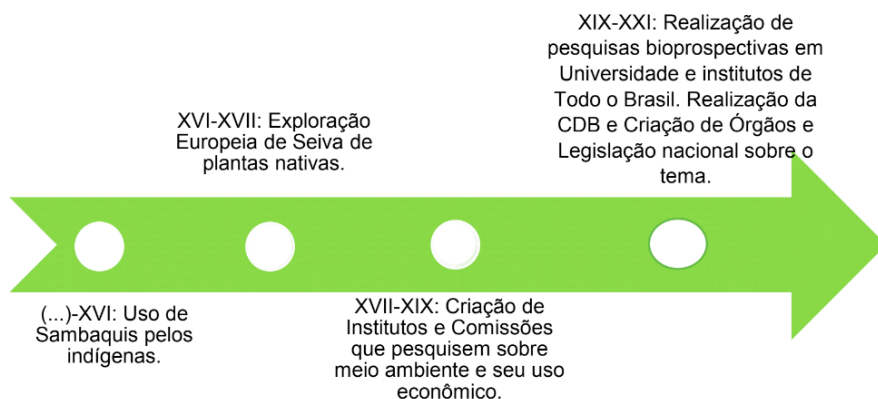 (...)-XVI: Uso de
Sambaquis pelos
indígenas.
XVI-XVII: Exploração
Europeia de Seiva de
plantas nativas.
XVII-XIX: Criação de
Institutos e Comissões
que pesquisem sobre
meio ambiente e seu uso
econômico.
XIX-XXI: Realização de
pesquisas bioprospectivas em
Universidade e institutos de
Todo o Brasil. Realização da
CDB e Criação de Órgãos e
Legislação nacional sobre o
tema.